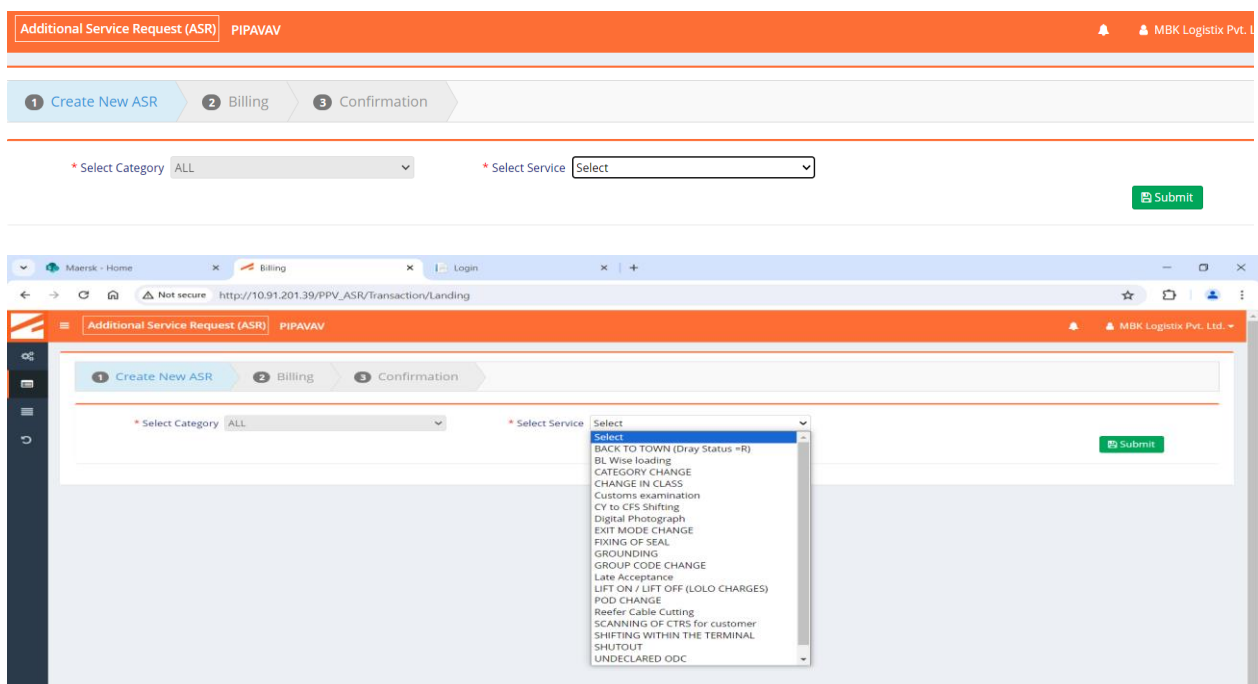 Additional Service Request (ASR) PIPAVAV MBK Logistix Pvt. L
1 Create New ASR 2 Billing 3 Confirmation
* Select Category ALL * Select Service Select
Submit
Maersk - Home Billing Login
Not secure http://10.91.201.39/PPV_ASR/Transaction/Landing
Additional Service Request (ASR) PIPAVAV MBK Logistix Pvt. Ltd.
1 Create New ASR 2 Billing 3 Confirmation
* Select Category ALL * Select Service Select
Select
BACK TO TOWN (Dray Status =R)
Submit
BL Wise loading
CATEGORY CHANGE
CHANGE IN CLASS
Customs examination
CY to CFS Shifting
Digital Photograph
EXIT MODE CHANGE
FIXING OF SEAL
GROUNDING
GROUP CODE CHANGE
Late Acceptance
LIFT ON / LIFT OFF (LOLO CHARGES)
POD CHANGE
Reefer Cable Cutting
SCANNING OF CTRS for customer
SHIFTING WITHIN THE TERMINAL
SHUTOUT
UNDECLARED ODC